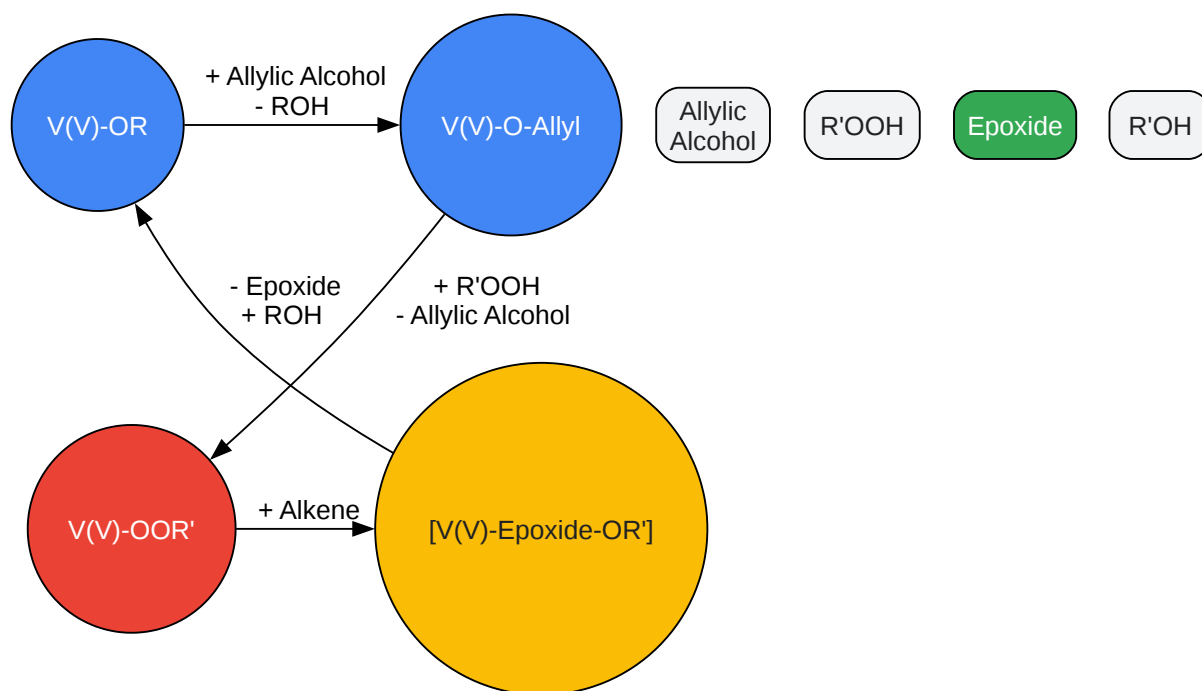 V(V)-OR
+ Allylic Alcohol
- ROH
V(V)-O-Allyl
Allylic
Alcohol
R'OOH
Epoxide
R'OH
- Epoxide
+ ROH
+ R'OOH
- Allylic Alcohol
V(V)-OOR'
+ Alkene
[V(V)-Epoxide-OR']